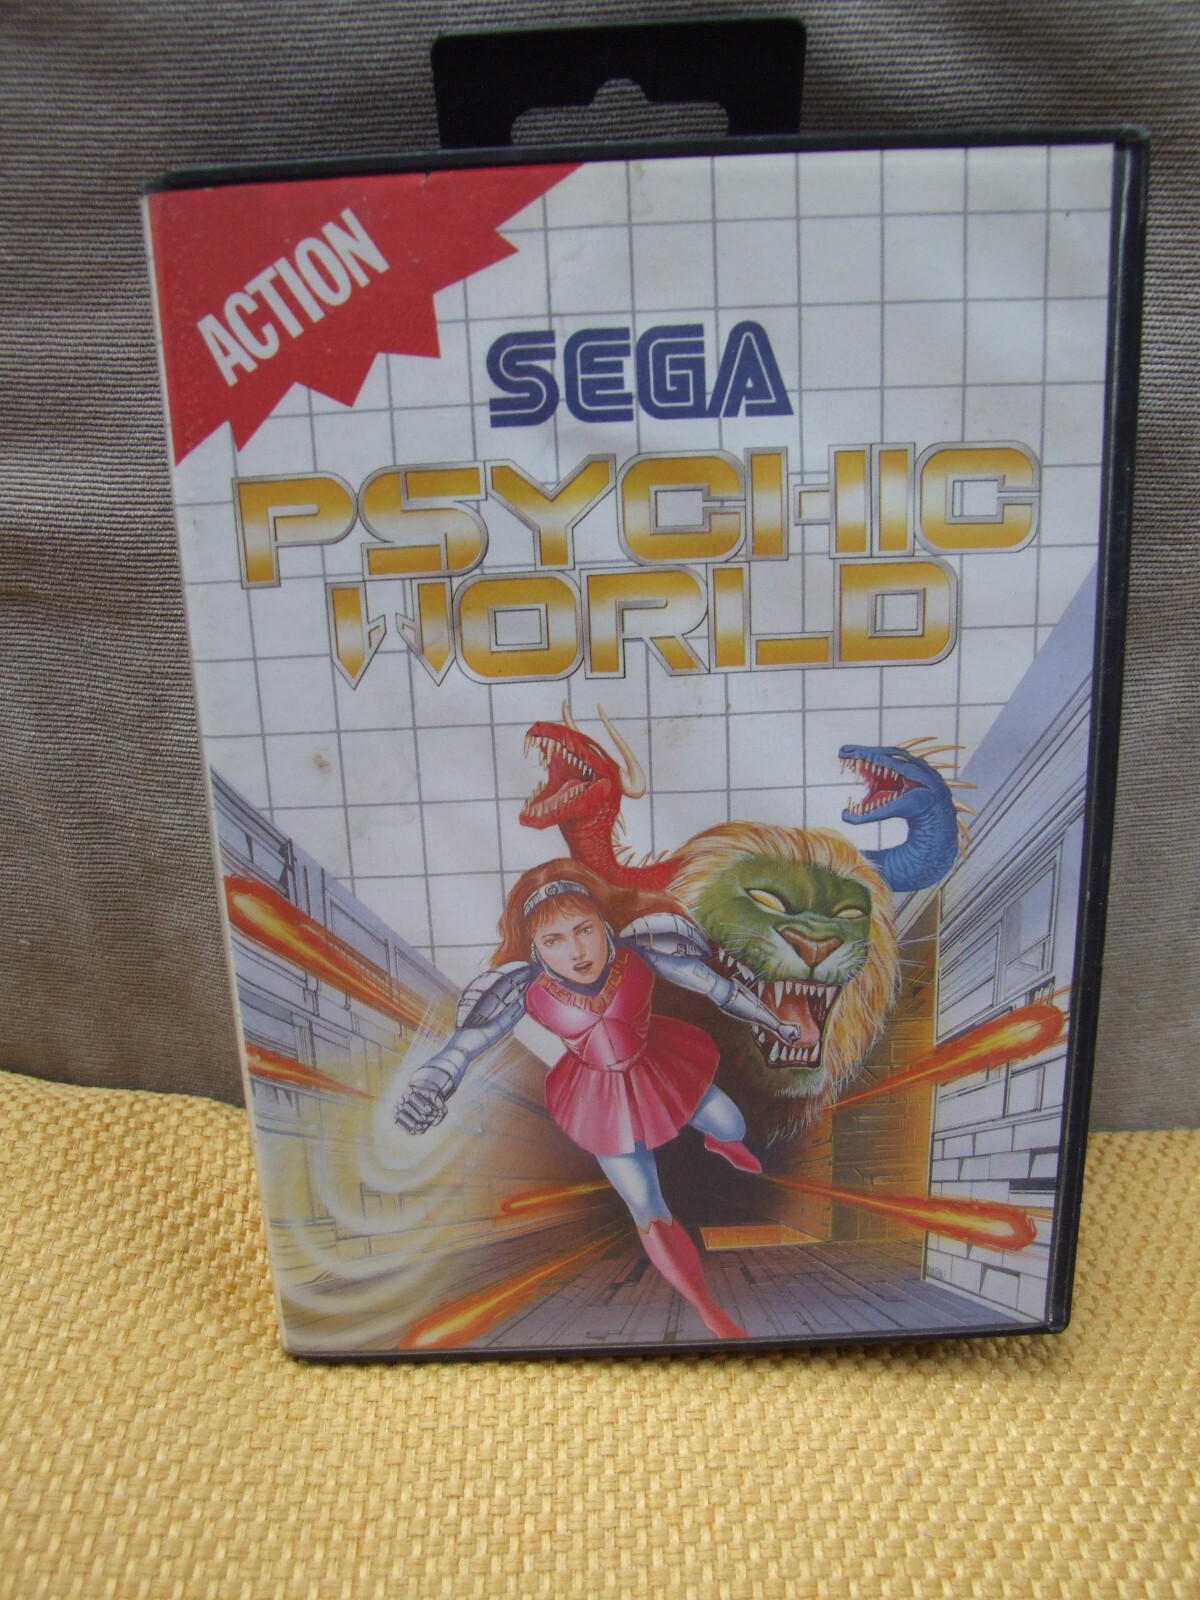 ACTION
SEGA
PSYCHIC
WORLD